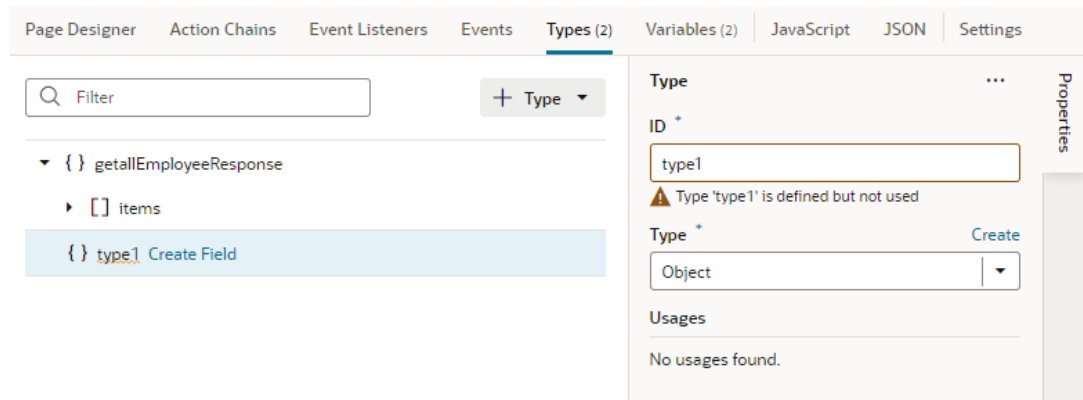 Page Designer Action Chains Event Listeners Events Types (2) Variables (2) JavaScript JSON Settings
Filter
+ Type
{ } getallEmployeeResponse
[] items
{ } type1 Create Field
Type ...
ID *
type1
Type 'type1' is defined but not used
Type * Create
Object
Usages
No usages found.
Properties